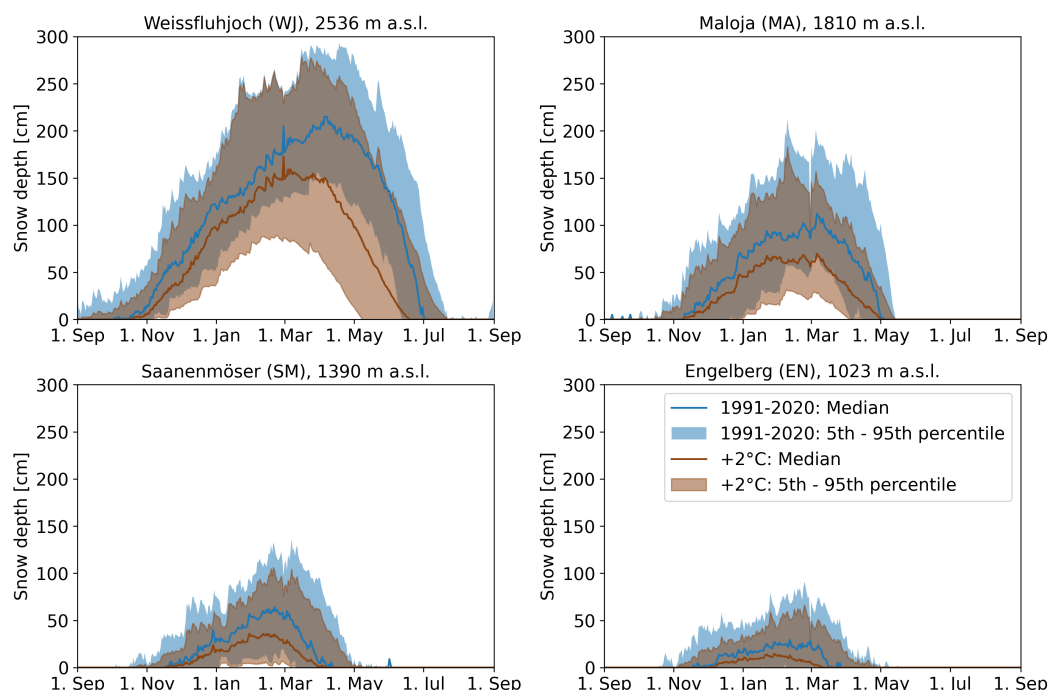 Weissfluhjoch (WJ), 2536 m a.s.l.
Snow depth [cm]
300
250
200
150
100
50
0
1. Sep 1. Nov 1. Jan 1. Mar 1. May 1. Jul 1. Sep
Maloja (MA), 1810 m a.s.l.
Snow depth [cm]
300
250
200
150
100
50
0
1. Sep 1. Nov 1. Jan 1. Mar 1. May 1. Jul 1. Sep
Saanenmöser (SM), 1390 m a.s.l.
Snow depth [cm]
300
250
200
150
100
50
0
1. Sep 1. Nov 1. Jan 1. Mar 1. May 1. Jul 1. Sep
Engelberg (EN), 1023 m a.s.l.
Snow depth [cm]
300
250
200
150
100
50
0
1991-2020: Median
1991-2020: 5th - 95th percentile
+2°C: Median
+2°C: 5th - 95th percentile
1. Sep 1. Nov 1. Jan 1. Mar 1. May 1. Jul 1. Sep